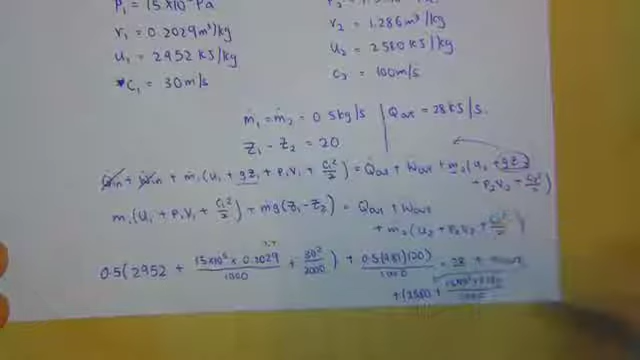 P₁ = 15 × 10⁵ Pa
v₁ = 0.2029 m³/kg
v₂ = 1.286 m³/kg
u₁ = 2952 kJ/kg
u₂ = 2580 kJ/kg
*C₁ = 30 m/s
C₂ = 100 m/s
ṁ₁ = ṁ₂ = 0.5 kg/s | Q̇out = 28 kJ/s.
Z₁ - Z₂ = 20
Q̇in + Ẇin + ṁ₁(u₁ + gZ₁ + P₁V₁ + C₁²/2) = Q̇out + Ẇout + ṁ₂(u₂ + gZ₂
+ P₂V₂ + C₂²/2)
ṁ₁(u₁ + P₁V₁ + C₁²/2) + ṁg(Z₁-Z₂) = Q̇out + Ẇout
+ ṁ₂(u₂ + P₂V₂ + C₂²/2)
0.5(2952 + 15×10⁵ × 0.2029/1000 + 30²/2000) + 0.5(9.81)(20)/1000 = 28 +
+ (2580 +